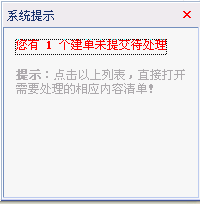 系统提示
您有 1 个建单未提交待处理
提示：点击以上列表，直接打开
需要处理的相应内容清单！